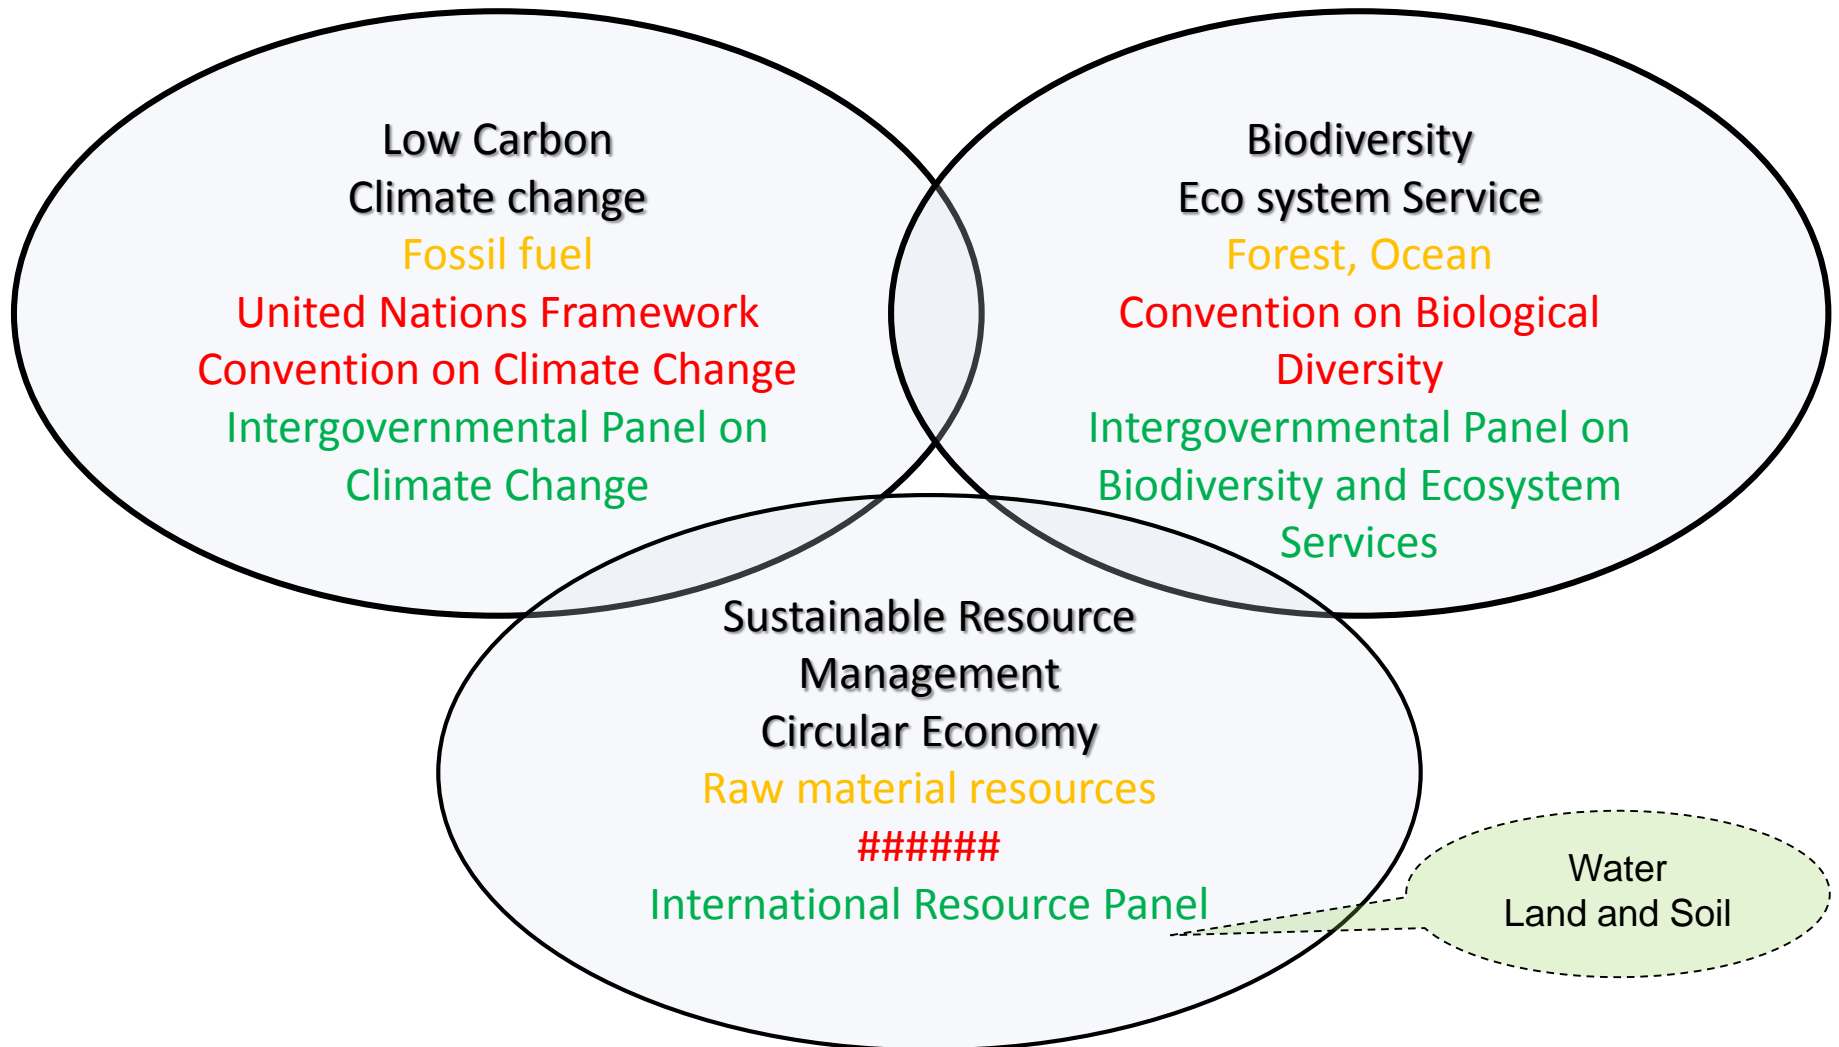 Low Carbon
Climate change
Fossil fuel
United Nations Framework
Convention on Climate Change
Intergovernmental Panel on
Climate Change
Biodiversity
Eco system Service
Forest, Ocean
Convention on Biological
Diversity
Intergovernmental Panel on
Biodiversity and Ecosystem
Services
Sustainable Resource
Management
Circular Economy
Raw material resources
######
International Resource Panel
Water
Land and Soil